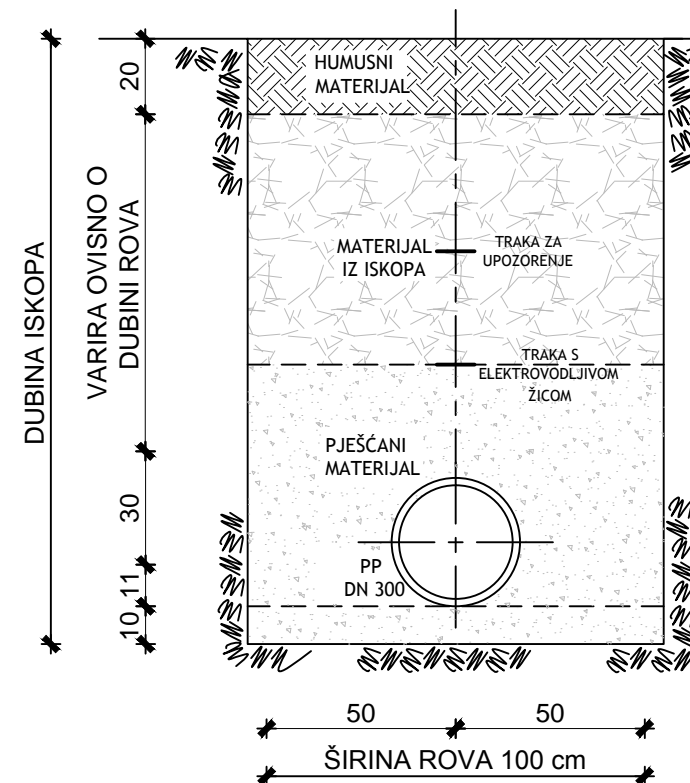 HUMUSNI
MATERIJAL
20
VARIRA OVISNO O
DUBINI ROVA
DUBINA ISKOPA
MATERIJAL
IZ ISKOPA
TRAKA ZA
UPOZORENJE
TRAKA S
ELEKTROVODLJIVOM
ŽICOM
PJEŠĆANI
MATERIJAL
30
PP
DN 300
11
10
50
50
ŠIRINA ROVA 100 cm